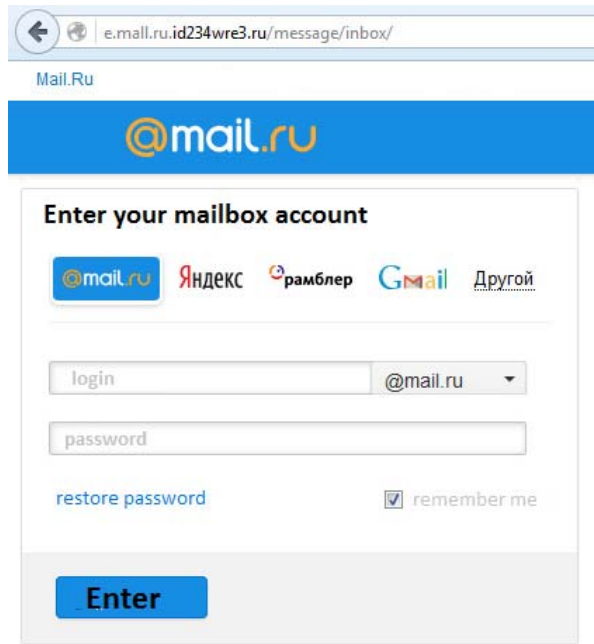 e.mall.ru.id234wre3.ru/message/inbox/
Mail.Ru
@mail.ru
Enter your mailbox account
@mail.ru Яндекс Рамблер Gmail Другой
login @mail.ru
password
restore password remember me
Enter